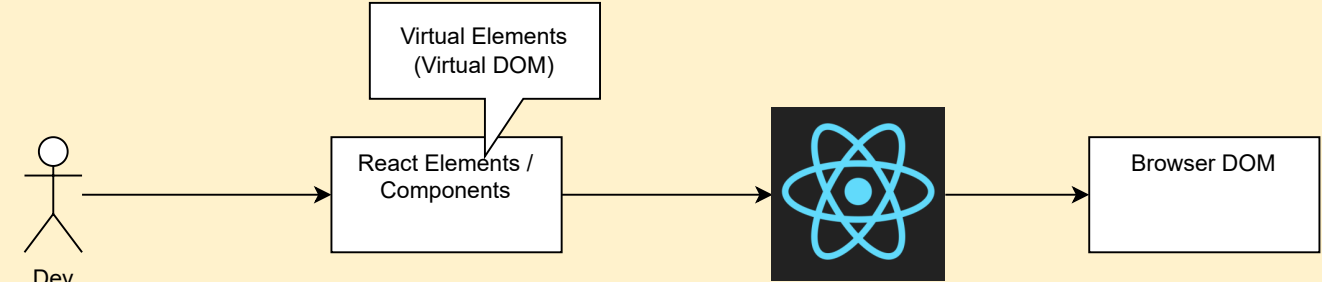 Virtual Elements
(Virtual DOM)
React Elements /
Components
Browser DOM
Dev